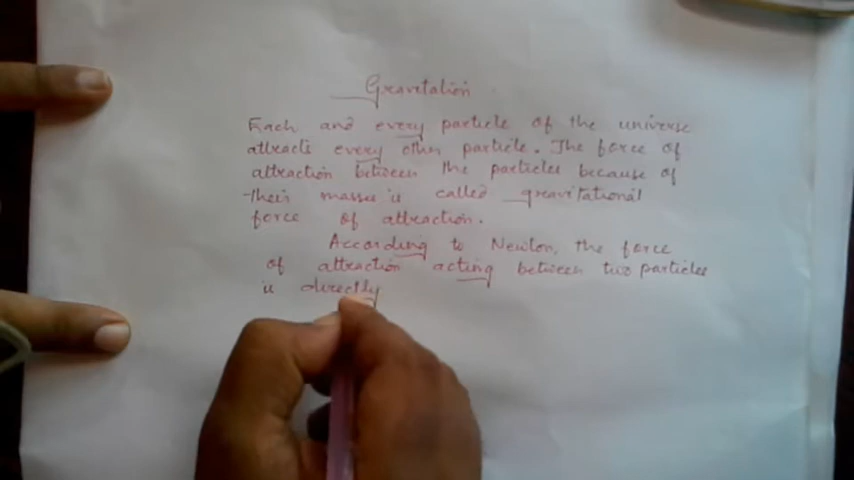 Gravitation
Each and every particle of the universe
attracts every other particle. The force of
attraction between the particles because of
their masses is called gravitational
force of attraction.
According to Newton, the force
of attraction acting between two particles
is directly